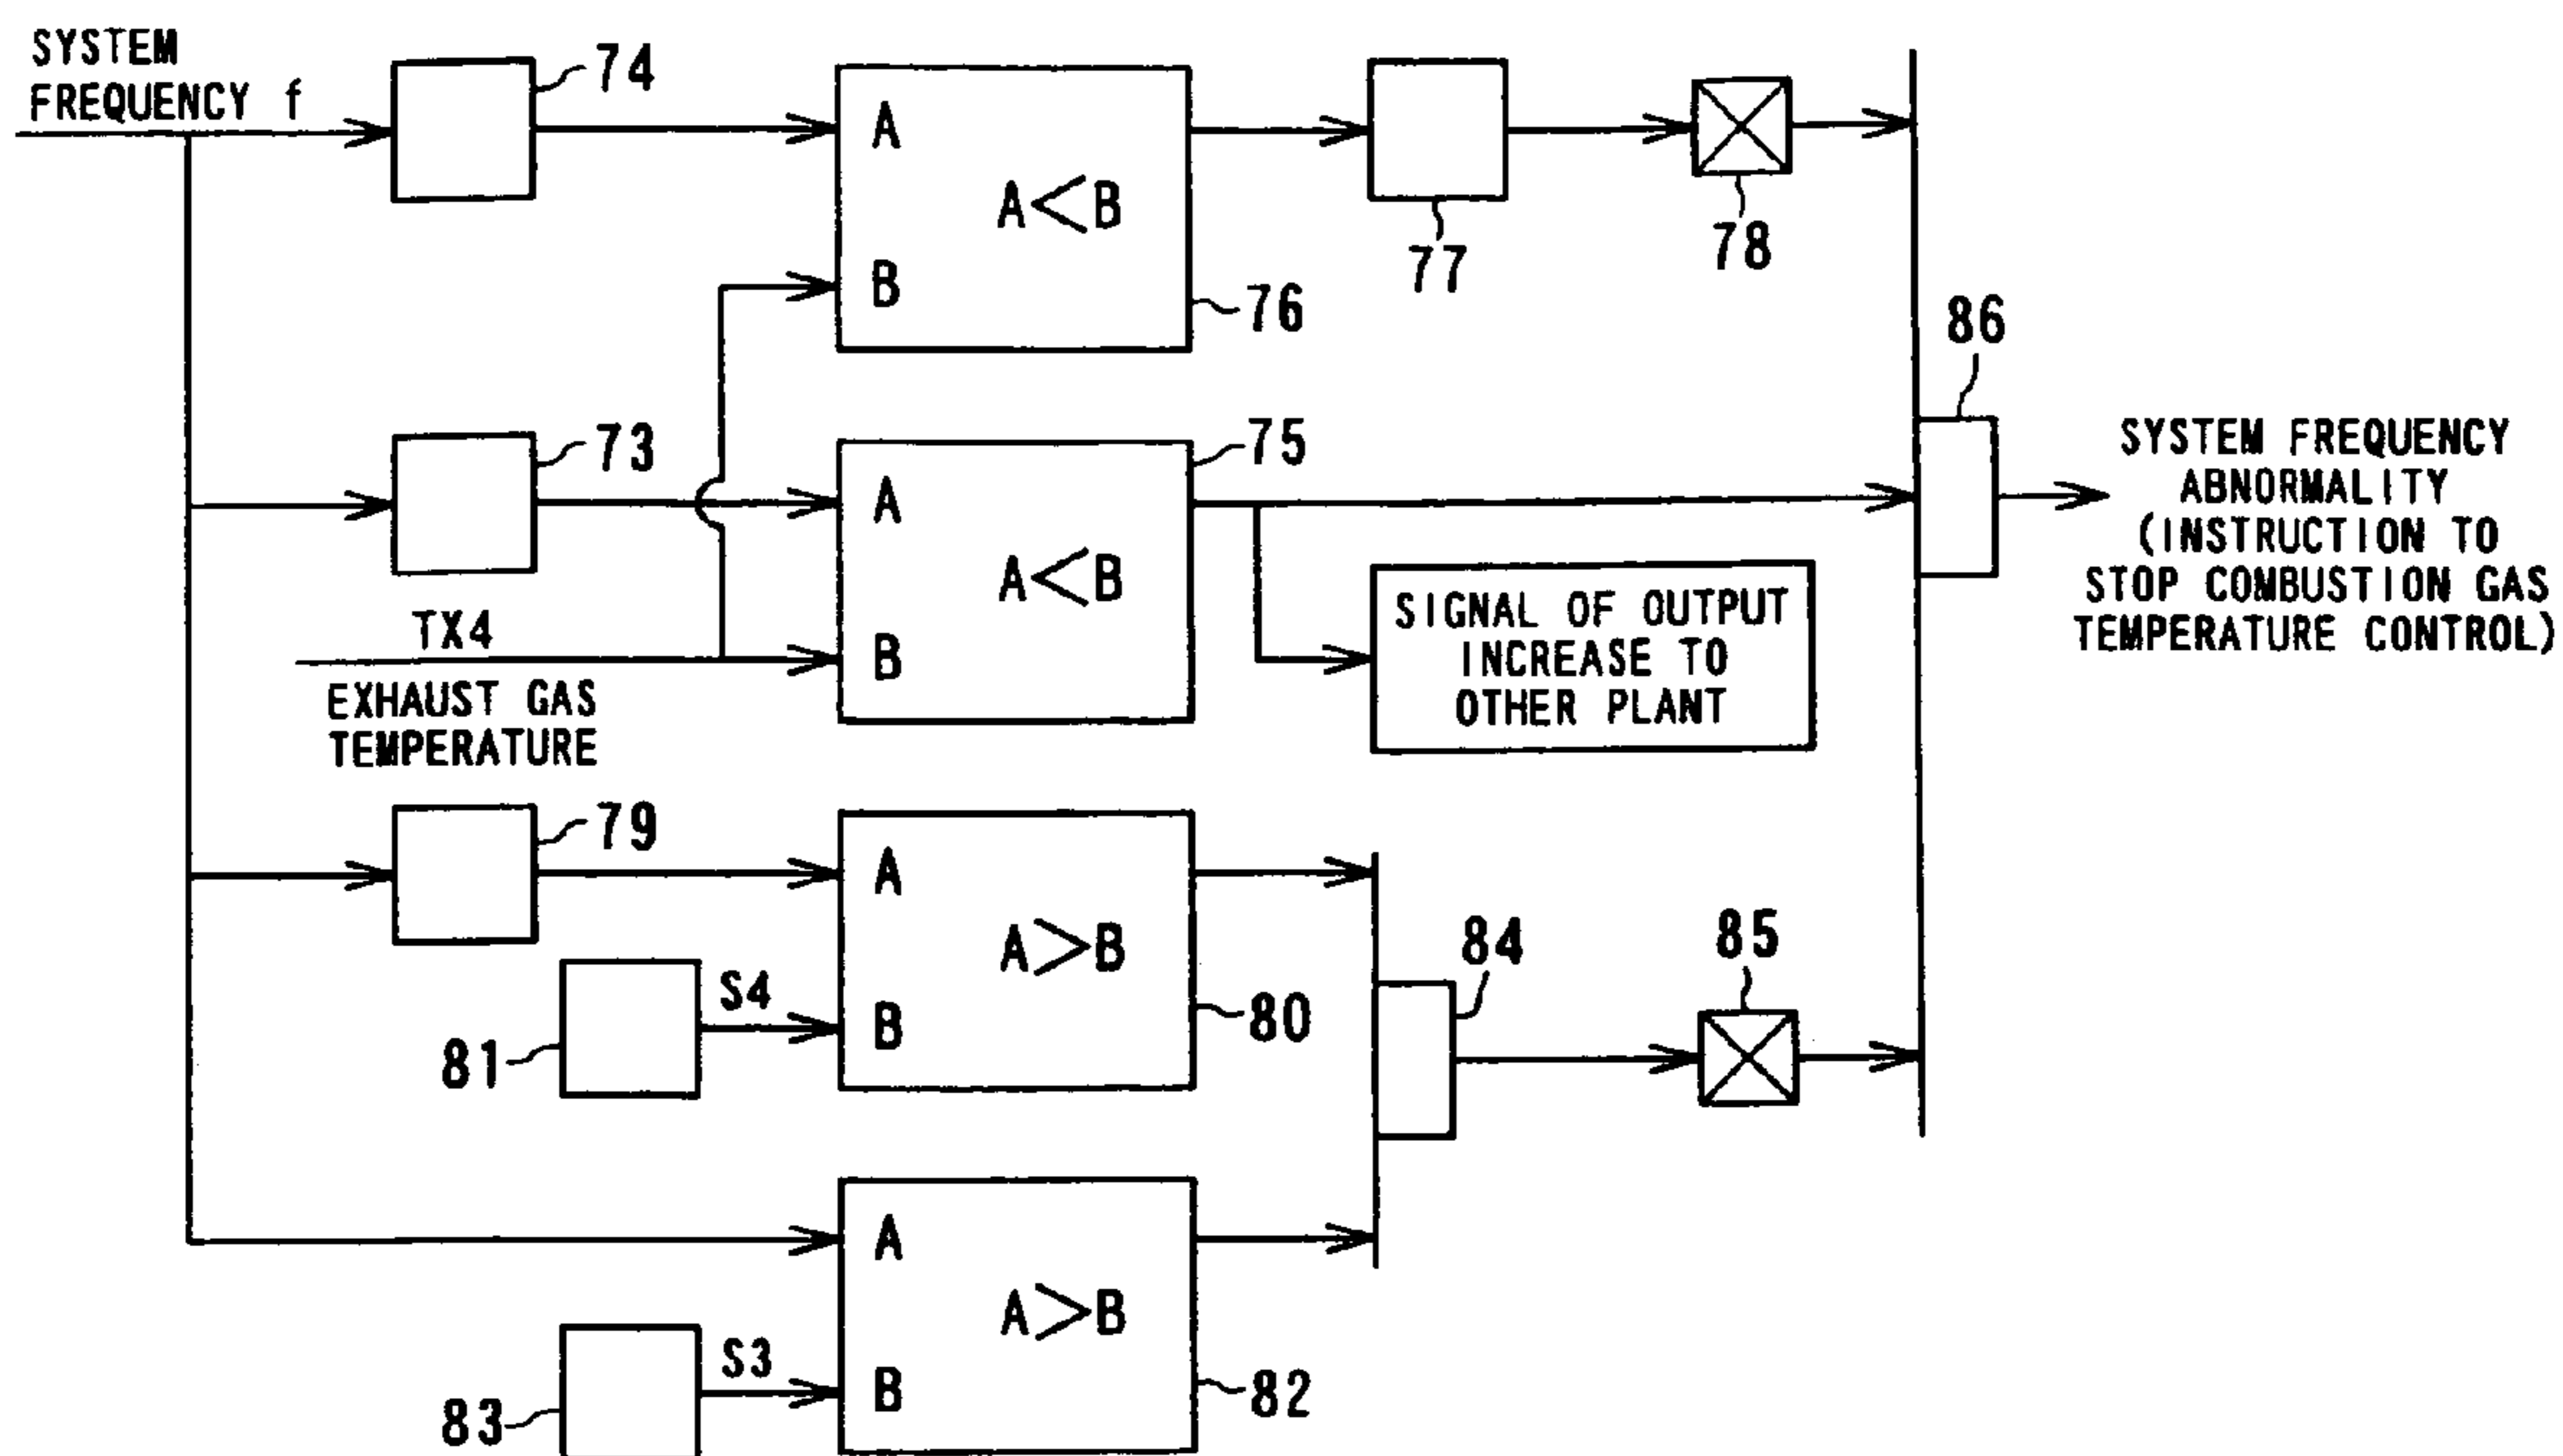 SYSTEM
FREQUENCY f
74
A
A<B
B
76
77
78
86
73
75
A
A<B
B
TX4
EXHAUST GAS
TEMPERATURE
SIGNAL OF OUTPUT
INCREASE TO
OTHER PLANT
SYSTEM FREQUENCY
ABNORMALITY
(INSTRUCTION TO
STOP COMBUSTION GAS
TEMPERATURE CONTROL)
79
A
A>B
B
80
81
S4
84
85
A
A>B
B
82
83
S3